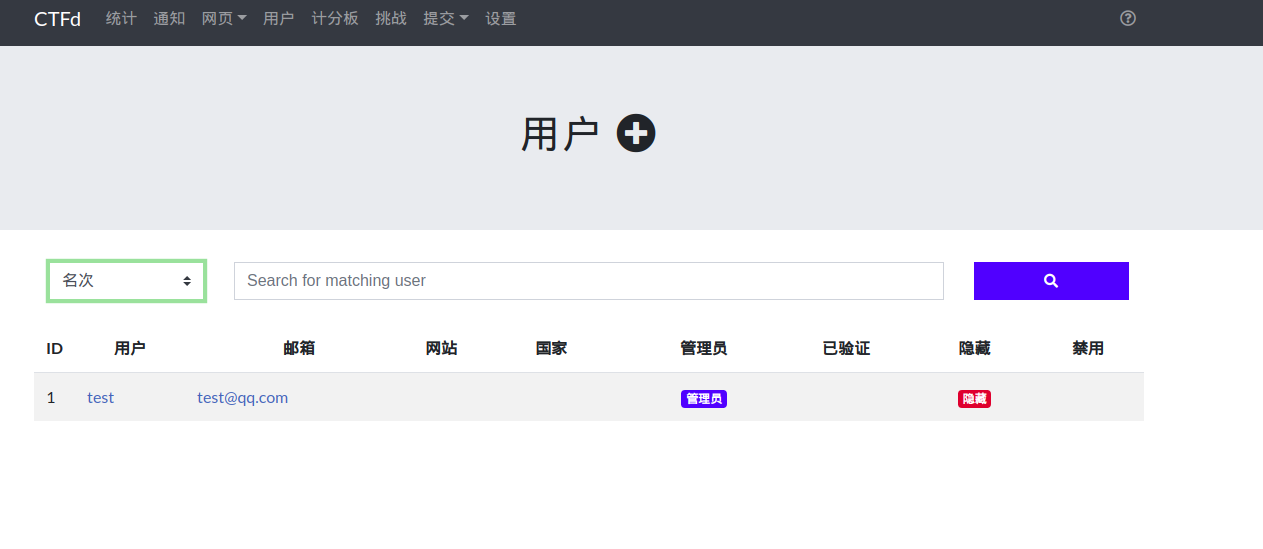 CTFd 统计 通知 网页 用户 计分板 挑战 提交 设置
用户
名次 Search for matching user
ID 用户 邮箱 网站 国家 管理员 已验证 隐藏 禁用
1 test test@qq.com 管理员 隐藏